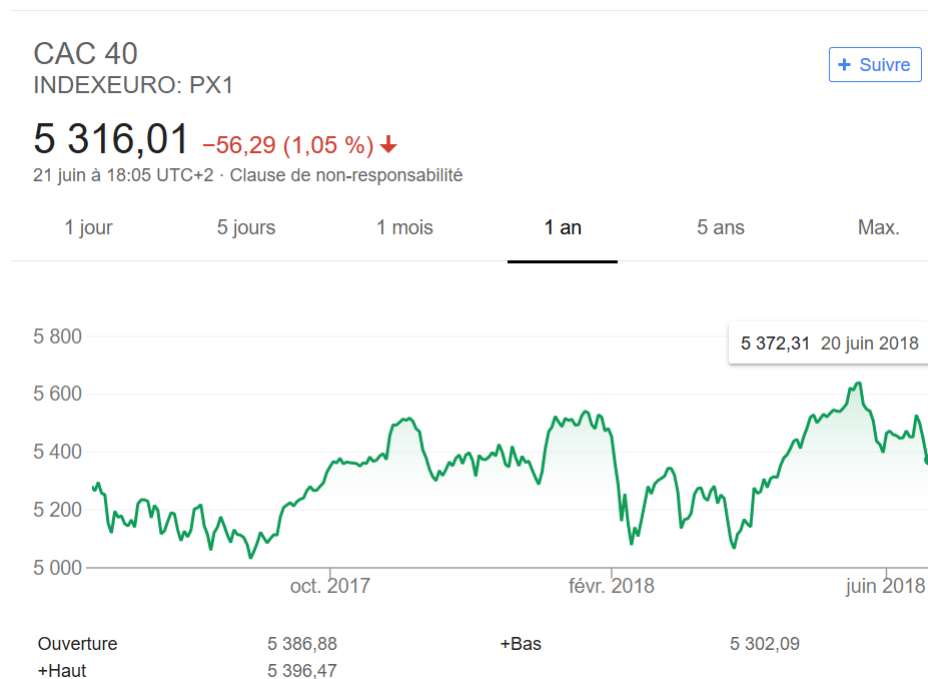 CAC 40
+ Suivre
INDEXEURO: PX1
5 316,01 −56,29 (1,05 %)
21 juin à 18:05 UTC+2 · Clause de non-responsabilité
1 jour 5 jours 1 mois 1 an 5 ans Max.
5 800
5 372,31 20 juin 2018
5 600
5 400
5 200
5 000
oct. 2017 févr. 2018 juin 2018
Ouverture 5 386,88 +Bas 5 302,09
+Haut 5 396,47